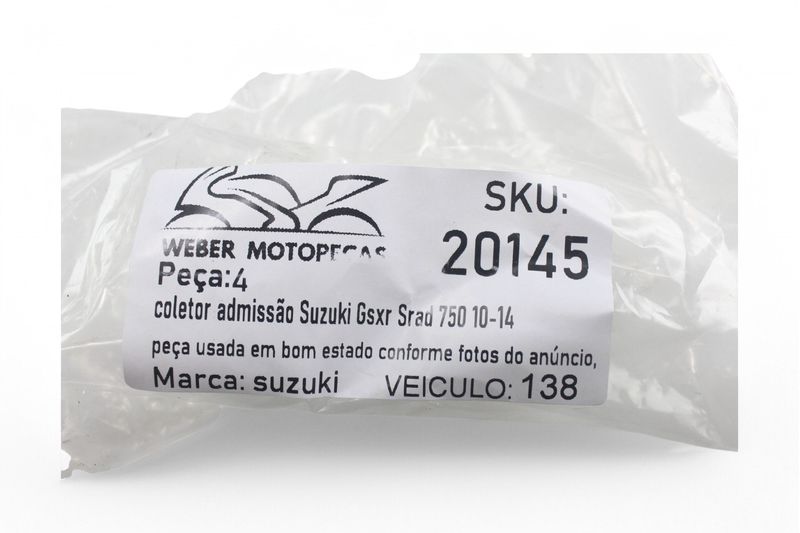 WEBER MOTOPEÇAS
SKU:
20145
Peça:4
coletor admissão Suzuki Gsxr Srad 750 10-14
peça usada em bom estado conforme fotos do anúncio,
Marca: suzuki VEICULO: 138